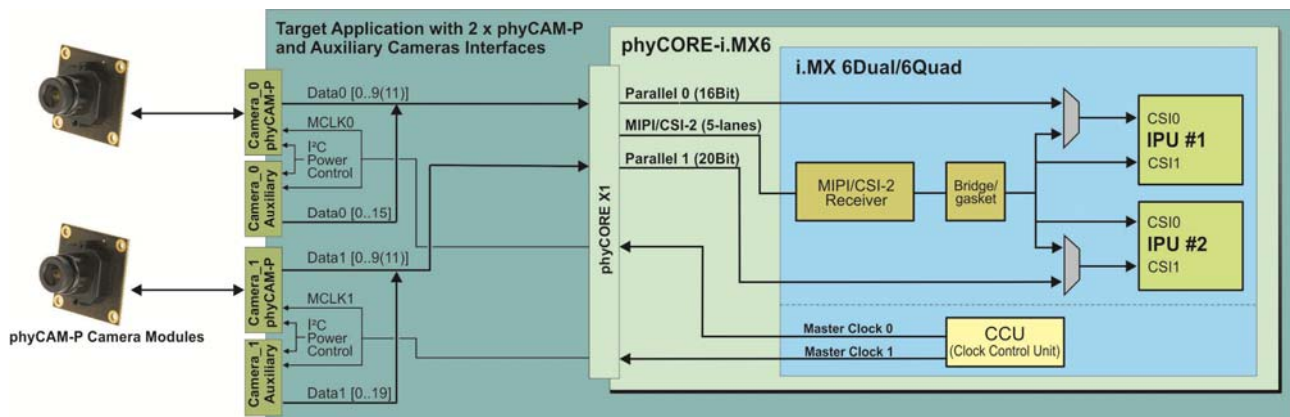 Target Application with 2 x phyCAM-P
and Auxiliary Cameras Interfaces
phyCORE-i.MX6
i.MX 6Dual/6Quad
Camera_0
phyCAM-P
Data0 [0..9(11)]
MCLK0
I²C
Power
Control
Camera_0
Auxiliary
Data0 [0..15]
Camera_1
phyCAM-P
Data1 [0..9(11)]
MCLK1
I²C
Power
Control
Camera_1
Auxiliary
Data1 [0..19]
phyCAM-P Camera Modules
phyCORE X1
Parallel 0 (16Bit)
MIPI/CSI-2 (5-lanes)
Parallel 1 (20Bit)
MIPI/CSI-2
Receiver
Bridge/
gasket
CSI0
IPU #1
CSI1
CSI0
IPU #2
CSI1
Master Clock 0
Master Clock 1
CCU
(Clock Control Unit)